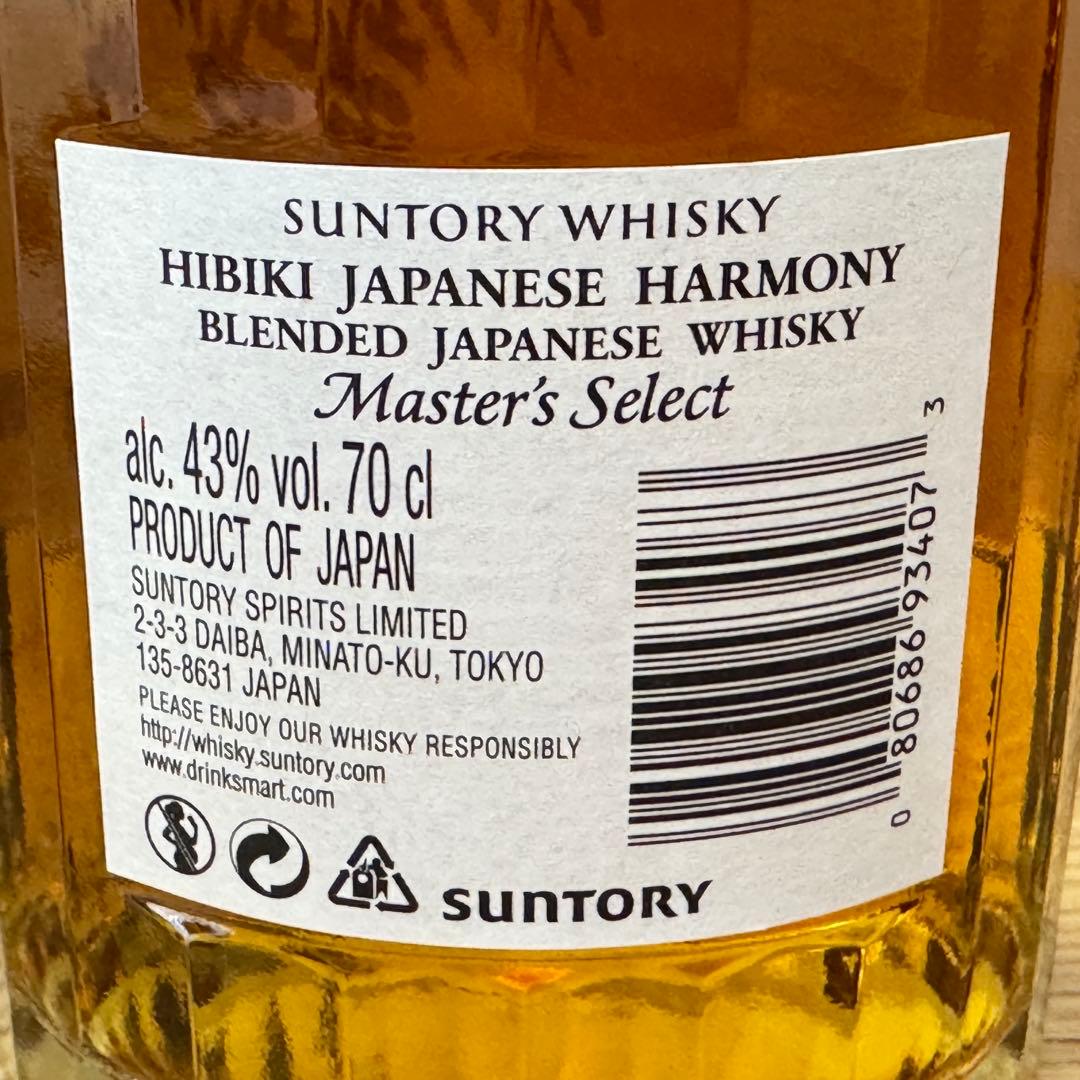 SUNTORY WHISKY
HIBIKI JAPANESE HARMONY
BLENDED JAPANESE WHISKY
Master's Select
alc. 43% vol. 70 cl
PRODUCT OF JAPAN
SUNTORY SPIRITS LIMITED
2-3-3 DAIBA, MINATO-KU, TOKYO
135-8631 JAPAN
PLEASE ENJOY OUR WHISKY RESPONSIBLY
http://whisky.suntory.com
www.drinksmart.com
SUNTORY
0 80686 93407 3